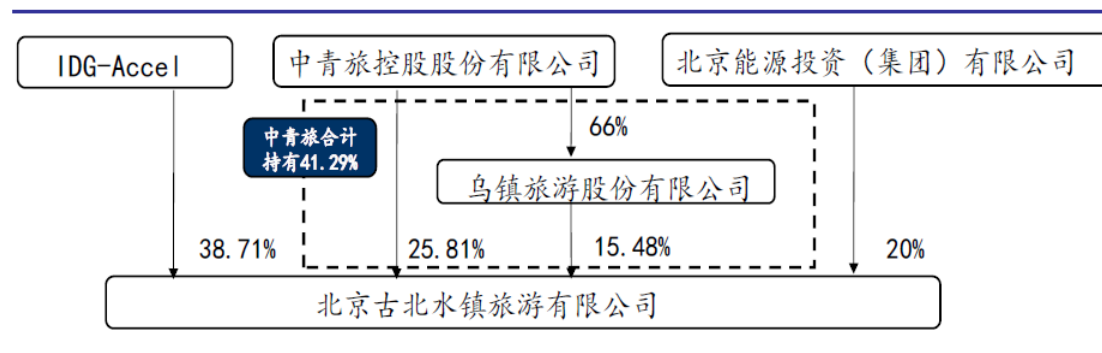 IDG-Accel
中青旅控股股份有限公司
北京能源投资（集团）有限公司
中青旅合计
持有41.29%
66%
乌镇旅游股份有限公司
38.71%
25.81%
15.48%
20%
北京古北水镇旅游有限公司